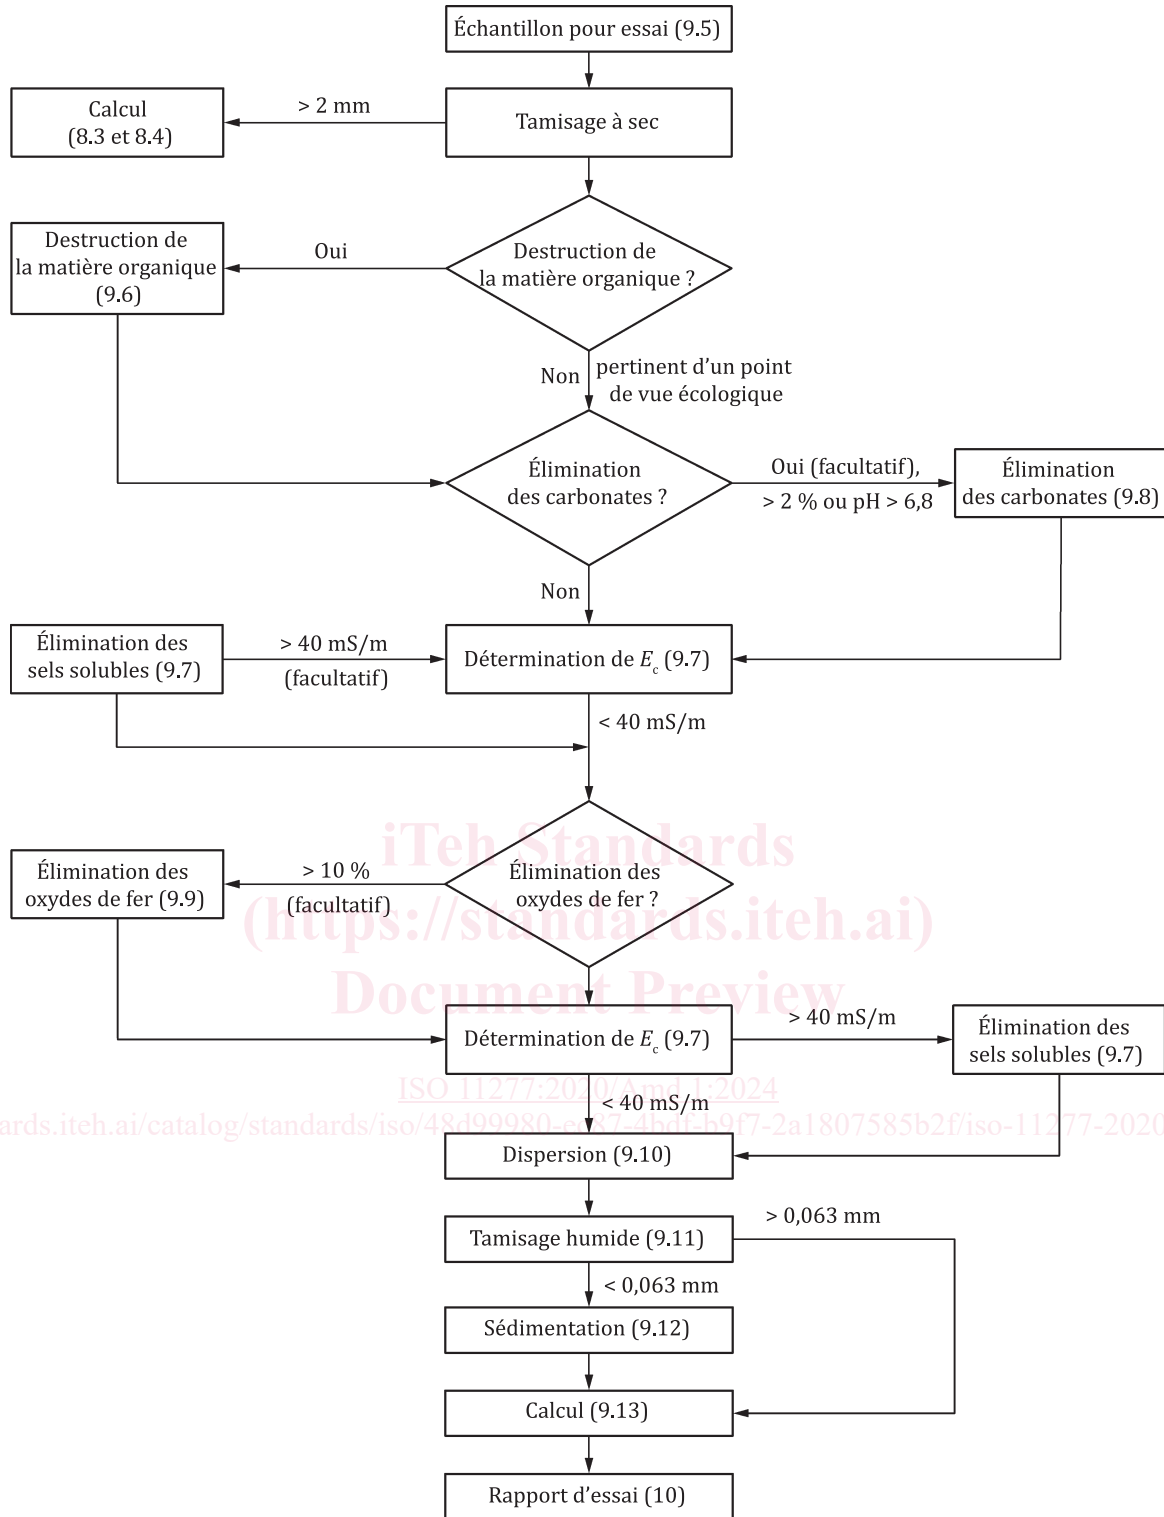 Échantillon pour essai (9.5)
Calcul
(8.3 et 8.4)
> 2 mm
Tamisage à sec
Destruction de
la matière organique
(9.6)
Oui
Destruction de
la matière organique ?
Non
pertinent d'un point
de vue écologique
Élimination
des carbonates ?
Oui (facultatif),
> 2 % ou pH > 6,8
Élimination
des carbonates (9.8)
Non
Élimination des
sels solubles (9.7)
> 40 mS/m
(facultatif)
Détermination de Ec (9.7)
< 40 mS/m
iTeh Standards
Élimination des
oxydes de fer (9.9)
> 10 %
(facultatif)
Élimination des
oxydes de fer ?
(https://standards.iteh.ai)
Document Preview
Détermination de Ec (9.7)
> 40 mS/m
Élimination des
sels solubles (9.7)
ISO 11277:2020/Amd 1:2024
< 40 mS/m
Dispersion (9.10)
Tamisage humide (9.11)
> 0,063 mm
< 0,063 mm
Sédimentation (9.12)
Calcul (9.13)
Rapport d'essai (10)